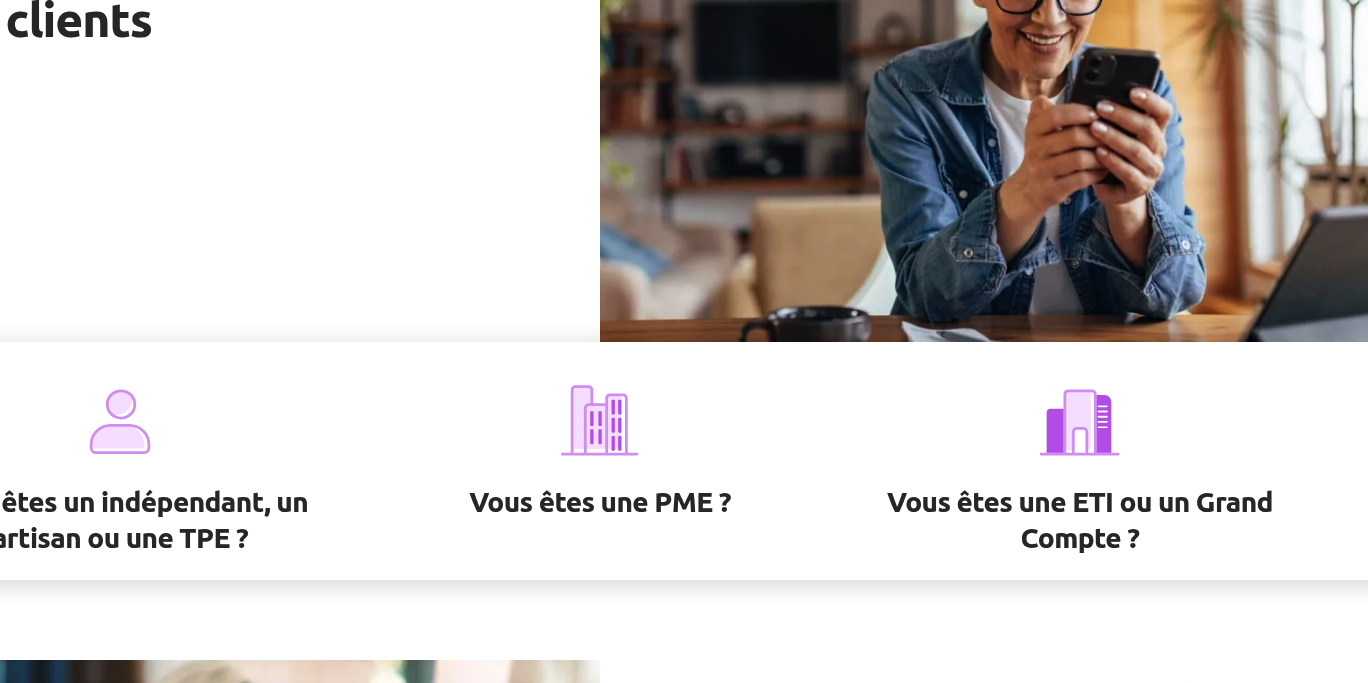 clients
êtes un indépendant, un
artisan ou une TPE ?
Vous êtes une PME ?
Vous êtes une ETI ou un Grand
Compte ?